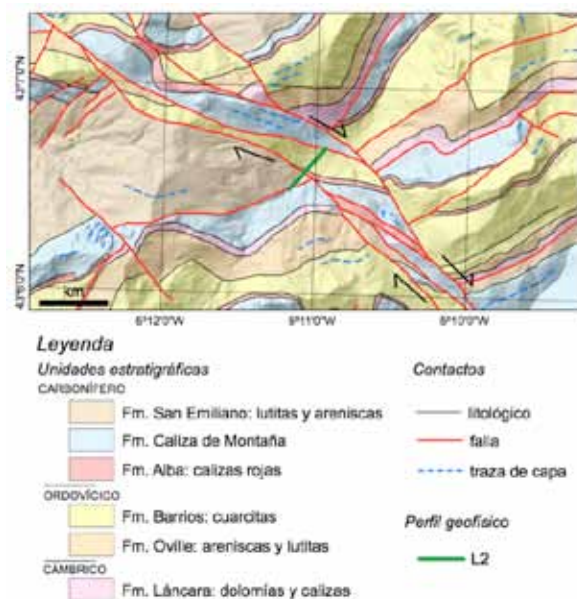 43°7'0"N
43°6'0"N
km
6°12'0"W
6°11'0"W
6°10'0"W
Leyenda
Unidades estratigráficas
CARBONÍFERO
Fm. San Emiliano: lutitas y areniscas
Fm. Caliza de Montaña
Fm. Alba: calizas rojas
ORDOVÍCICO
Fm. Barrios: cuarcitas
Fm. Oville: areniscas y lutitas
CÁMBRICO
Fm. Láncara: dolomías y calizas
Contactos
litológico
falla
traza de capa
Perfil geofísico
L2